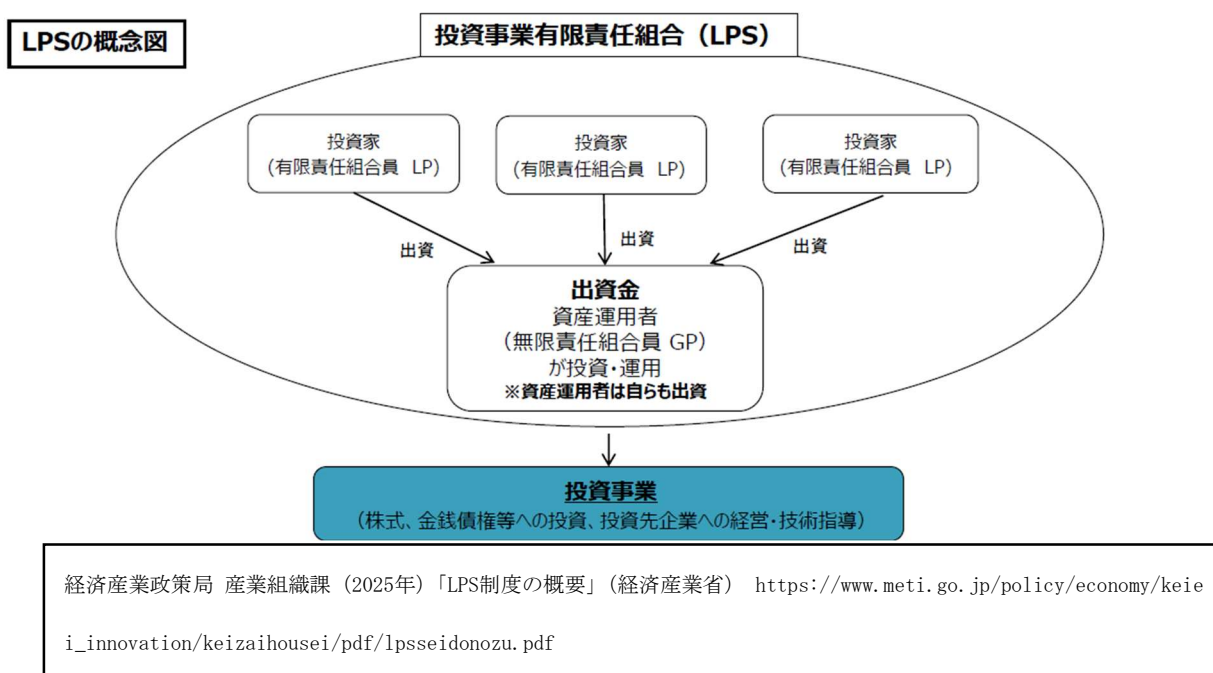 LPSの概念図
投資事業有限責任組合（LPS）
投資家
(有限責任組合員 LP)
投資家
(有限責任組合員 LP)
投資家
(有限責任組合員 LP)
出資
出資
出資
出資金
資産運用者
（無限責任組合員 GP）
が投資・運用
※資産運用者は自らも出資
投資事業
（株式、金銭債権等への投資、投資先企業への経営・技術指導）
経済産業政策局 産業組織課 (2025年)「LPS制度の概要」(経済産業省) https://www.meti.go.jp/policy/economy/keie
i_innovation/keizaihousei/pdf/lpsseidonozu.pdf